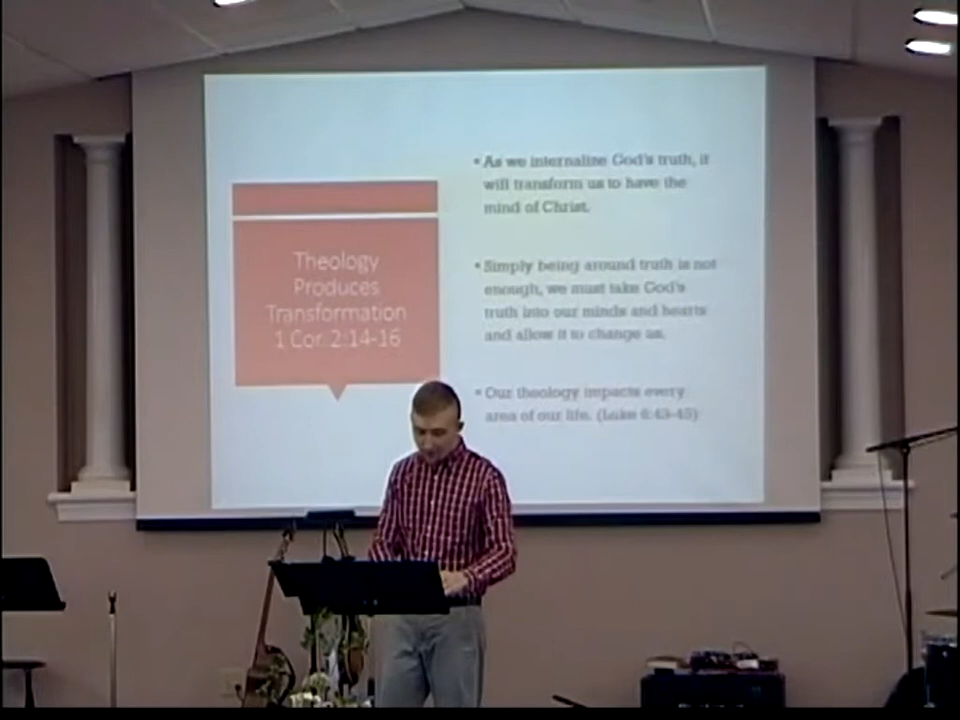 Theology
Produces
Transformation
1 Cor. 2:14-16
• As we internalize God's truth, it
will transform us to have the
mind of Christ.
• Simply being around truth is not
enough, we must take God's
truth into our minds and hearts
and allow it to change us.
• Our theology impacts every
area of our life. (Luke 6:43-45)